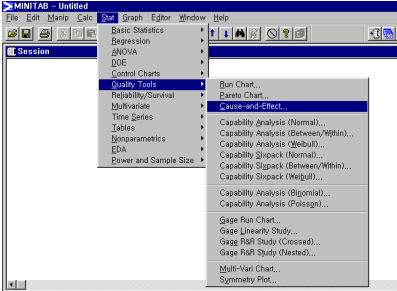 MINITAB - Untitled
File Edit Manip Calc Stat Graph Editor Window Help
Session
Basic Statistics
Regression
ANOVA
DOE
Control Charts
Quality Tools
Reliability/Survival
Multivariate
Time Series
Tables
Nonparametrics
EDA
Power and Sample Size
Run Chart...
Pareto Chart...
Cause-and-Effect...
Capability Analysis (Normal)...
Capability Analysis (Between/Within)...
Capability Analysis (Weibull)...
Capability Sixpack (Normal)...
Capability Sixpack (Between/Within)...
Capability Sixpack (Weibull)...
Capability Analysis (Binomial)...
Capability Analysis (Poisson)...
Gage Run Chart...
Gage Linearity Study...
Gage R&R Study (Crossed)...
Gage R&R Study (Nested)...
Multi-Vari Chart...
Symmetry Plot...